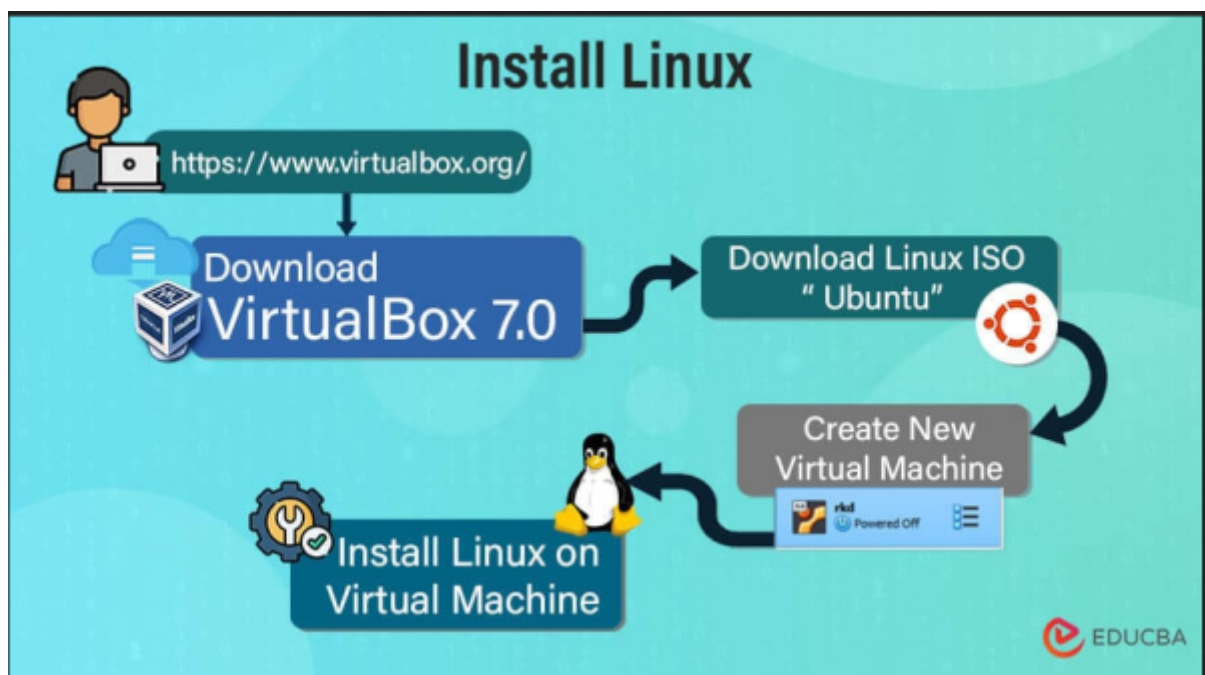 Install Linux
https://www.virtualbox.org/
Download
VirtualBox 7.0
Download Linux ISO
“ Ubuntu”
Create New
Virtual Machine
rkd
Powered Off
Install Linux on
Virtual Machine
EDUCBA